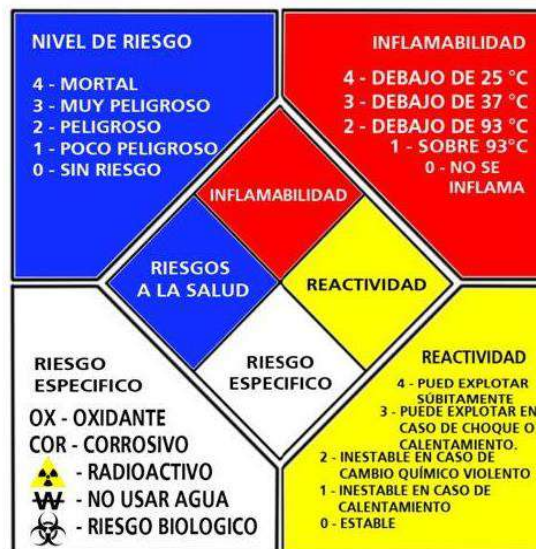 NIVEL DE RIESGO
4 - MORTAL
3 - MUY PELIGROSO
2 - PELIGROSO
1 - POCO PELIGROSO
0 - SIN RIESGO
INFLAMABILIDAD
4 - DEBAJO DE 25 °C
3 - DEBAJO DE 37 °C
2 - DEBAJO DE 93 °C
1 - SOBRE 93°C
0 - NO SE
INFLAMA
INFLAMABILIDAD
RIESGOS
A LA SALUD
REACTIVIDAD
RIESGO
ESPECIFICO
RIESGO
ESPECIFICO
OX - OXIDANTE
COR - CORROSIVO
- RADIOACTIVO
W - NO USAR AGUA
- RIESGO BIOLOGICO
REACTIVIDAD
4 - PUED EXPLOTAR
SÚBITAMENTE
3 - PUEDE EXPLOTAR EN
CASO DE CHOQUE O
CALENTAMIENTO.
2 - INESTABLE EN CASO DE
CAMBIO QUÍMICO VIOLENTO
1 - INESTABLE EN CASO DE
CALENTAMIENTO
0 - ESTABLE